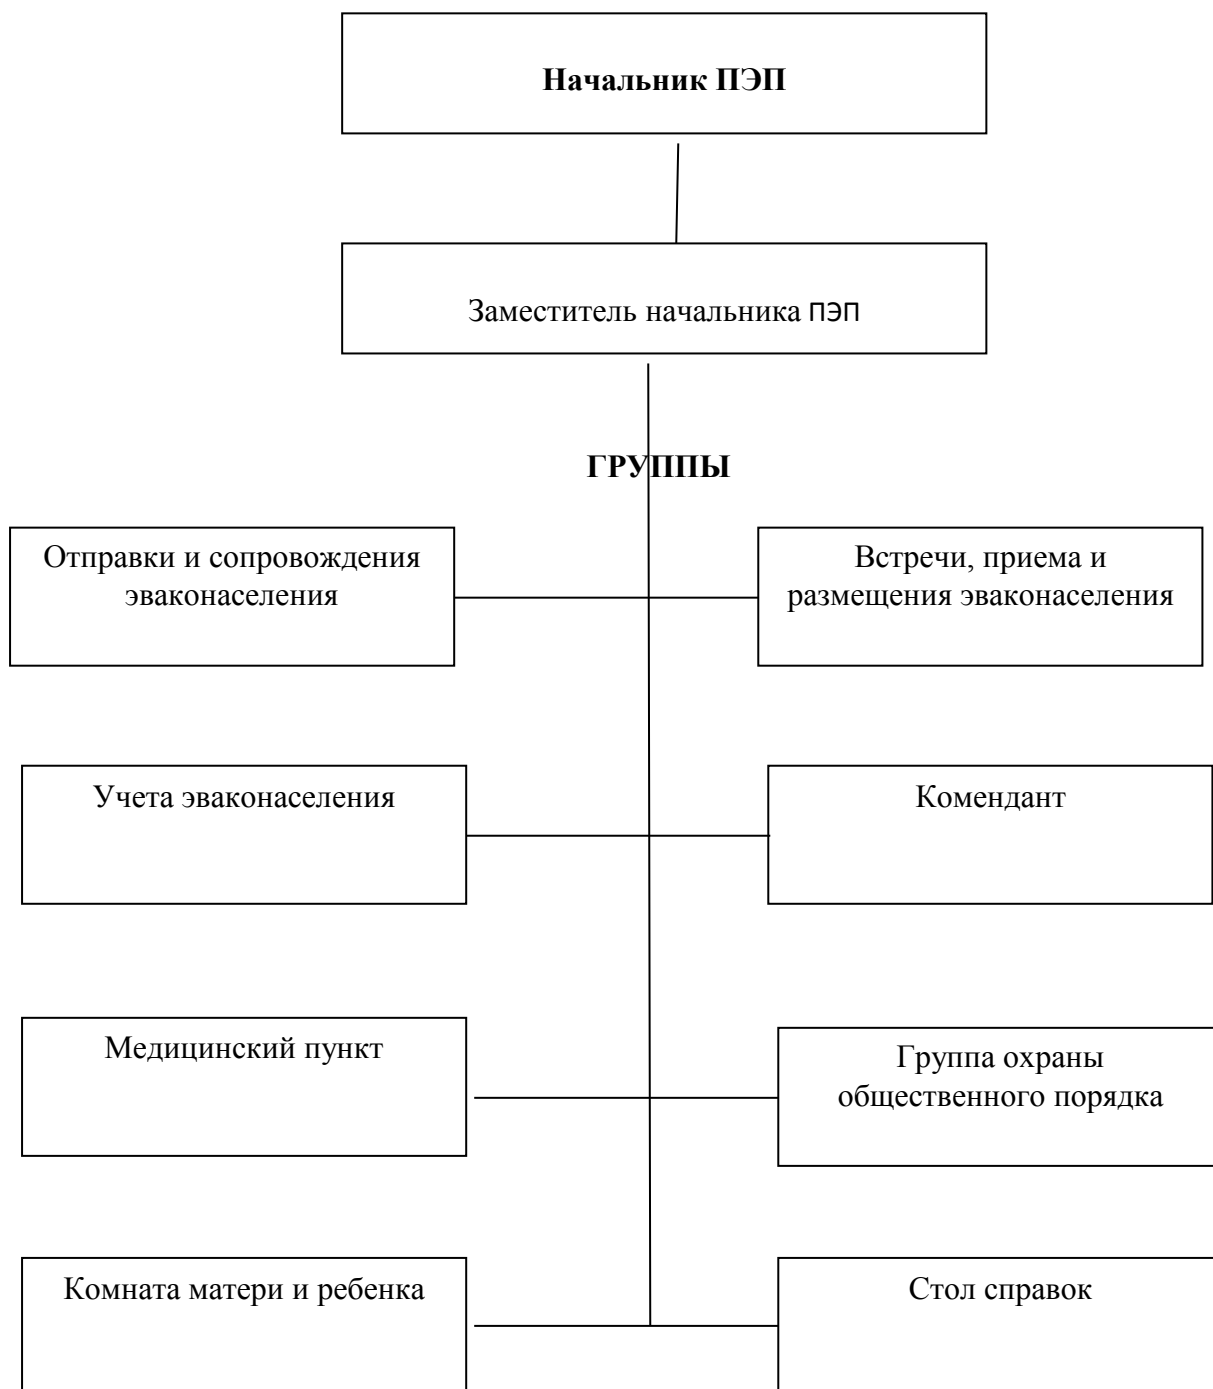 Начальник ПЭП
Заместитель начальника ПЭП
ГРУППЫ
Отправки и сопровождения
эваконаселения
Встречи, приема и
размещения эваконаселения
Учета эваконаселения
Комендант
Медицинский пункт
Группа охраны
общественного порядка
Комната матери и ребенка
Стол справок